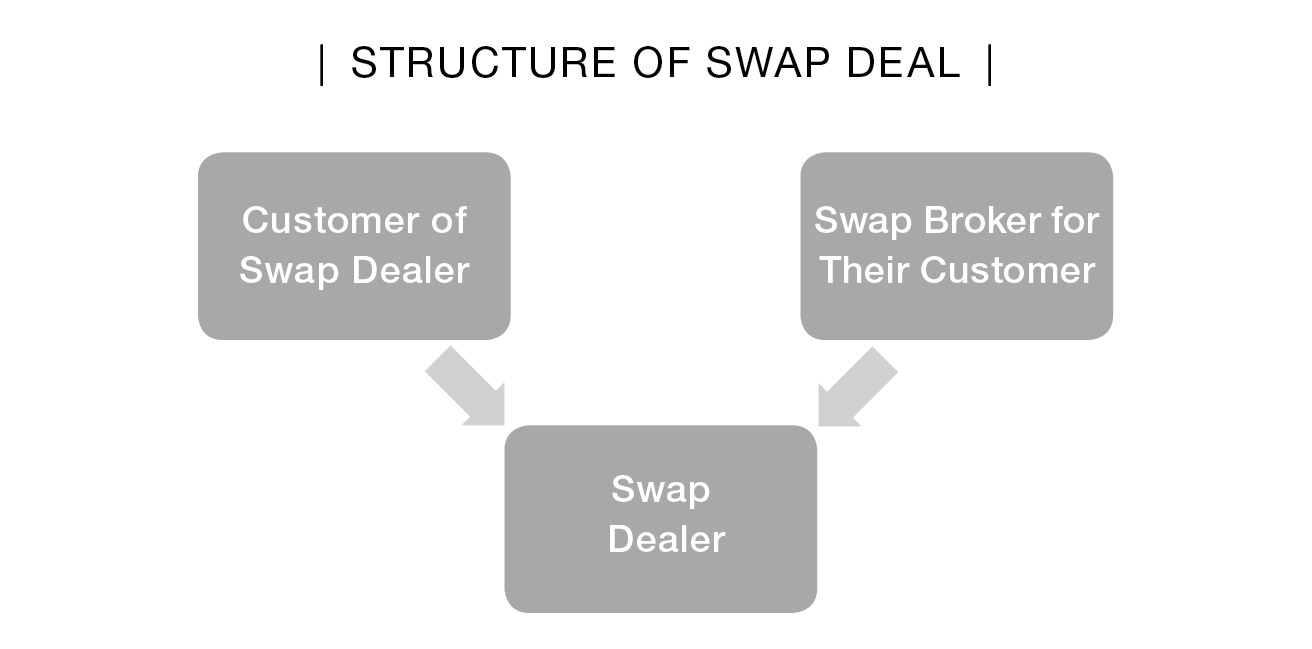 | STRUCTURE OF SWAP DEAL |
Customer of
Swap Dealer
Swap Broker for
Their Customer
Swap
Dealer